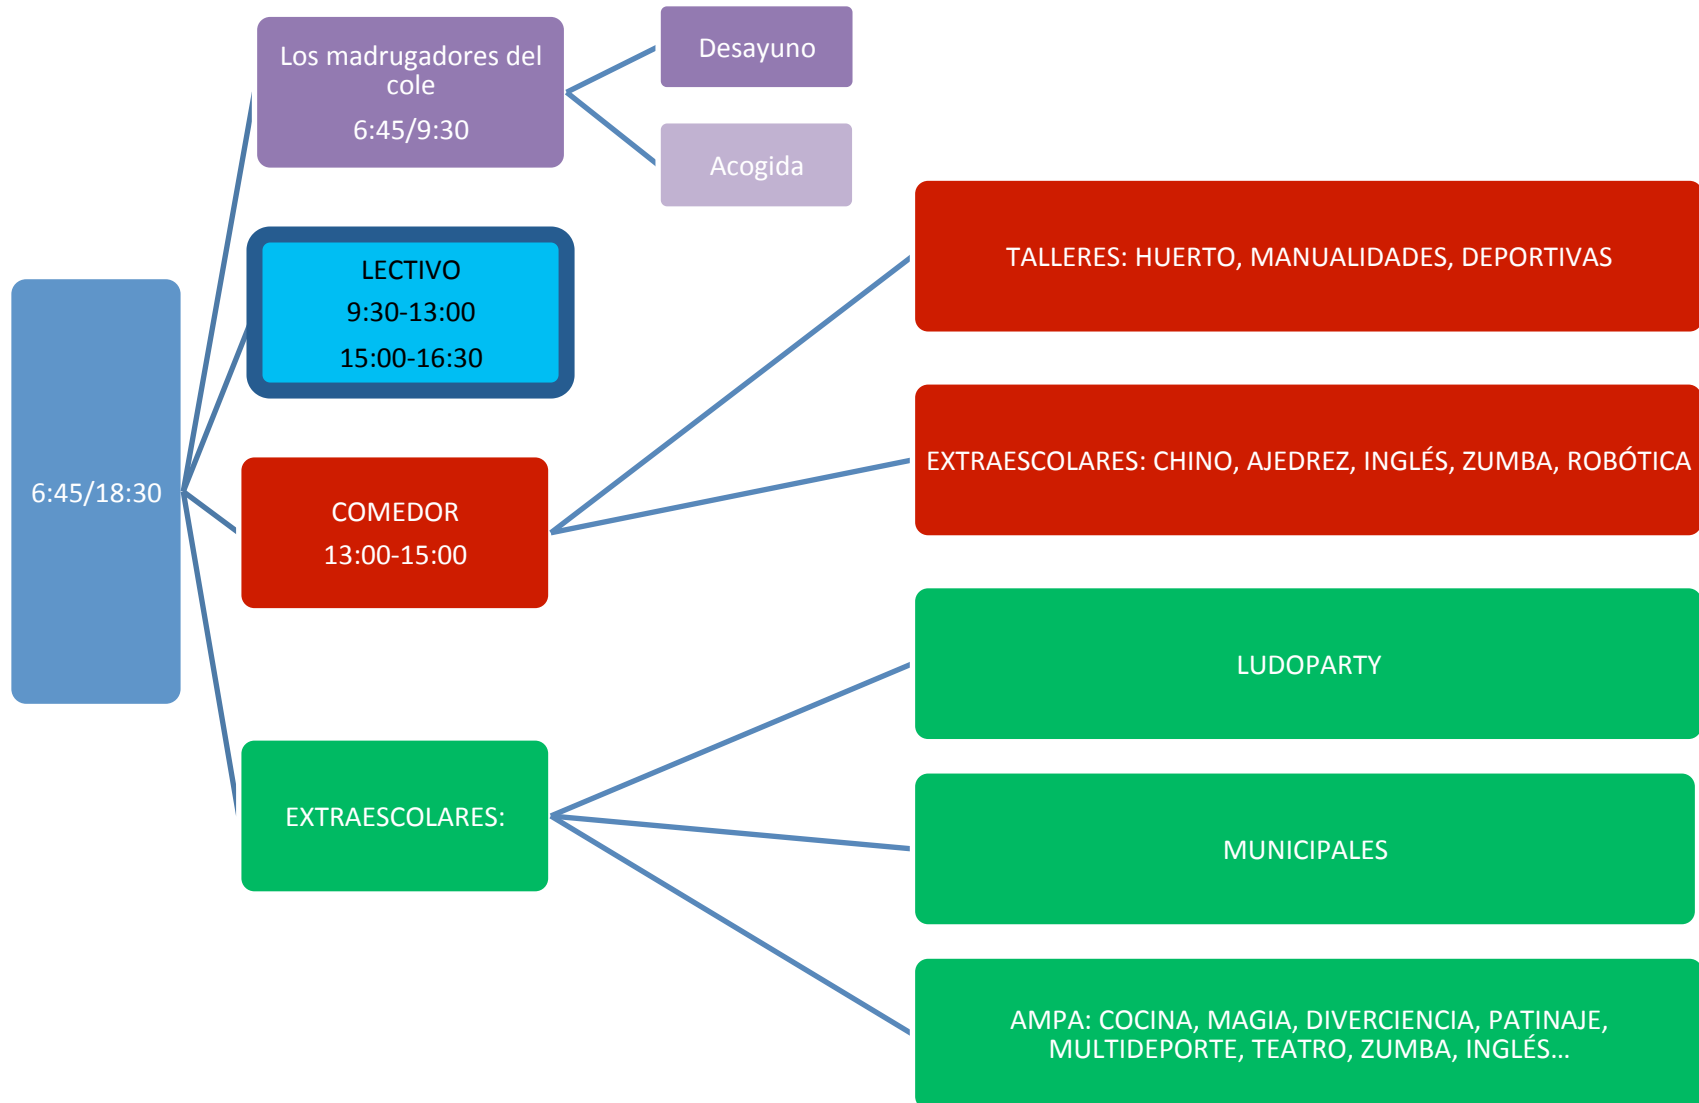 6:45/18:30
Los madrugadores del
cole
6:45/9:30
Desayuno
Acogida
LECTIVO
9:30-13:00
15:00-16:30
COMEDOR
13:00-15:00
TALLERES: HUERTO, MANUALIDADES, DEPORTIVAS
EXTRAESCOLARES: CHINO, AJEDREZ, INGLÉS, ZUMBA, ROBÓTICA
EXTRAESCOLARES:
LUDOPARTY
MUNICIPALES
AMPA: COCINA, MAGIA, DIVERCIENCIA, PATINAJE,
MULTIDEPORTE, TEATRO, ZUMBA, INGLÉS...